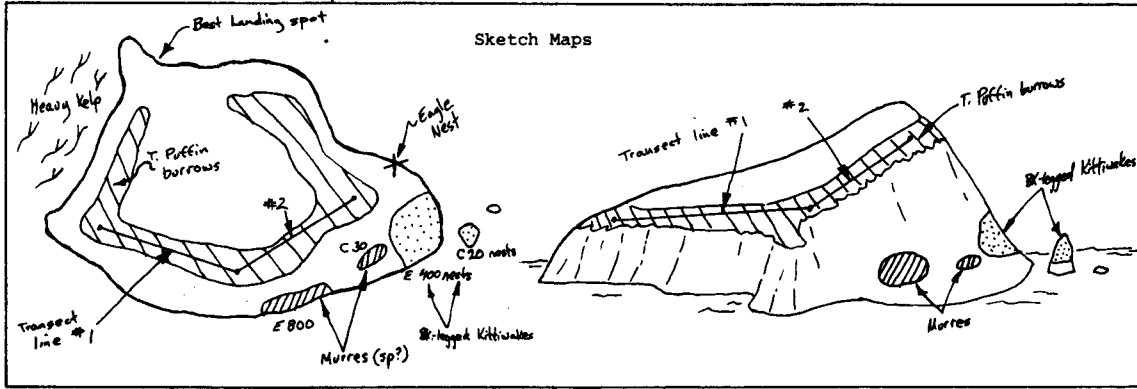 Sketch Maps
Best Landing spot
Heavy Kelp
T. Puffin
burrows
Eagle
Nest
#2
C 30
C 20 nests
E 400 nests
Bk-legged Kittiwakes
E 800
Murres (sp?)
Transect
line #1
Transect line #1
#2
T. Puffin burrows
Bk-legged Kittiwakes
Murres